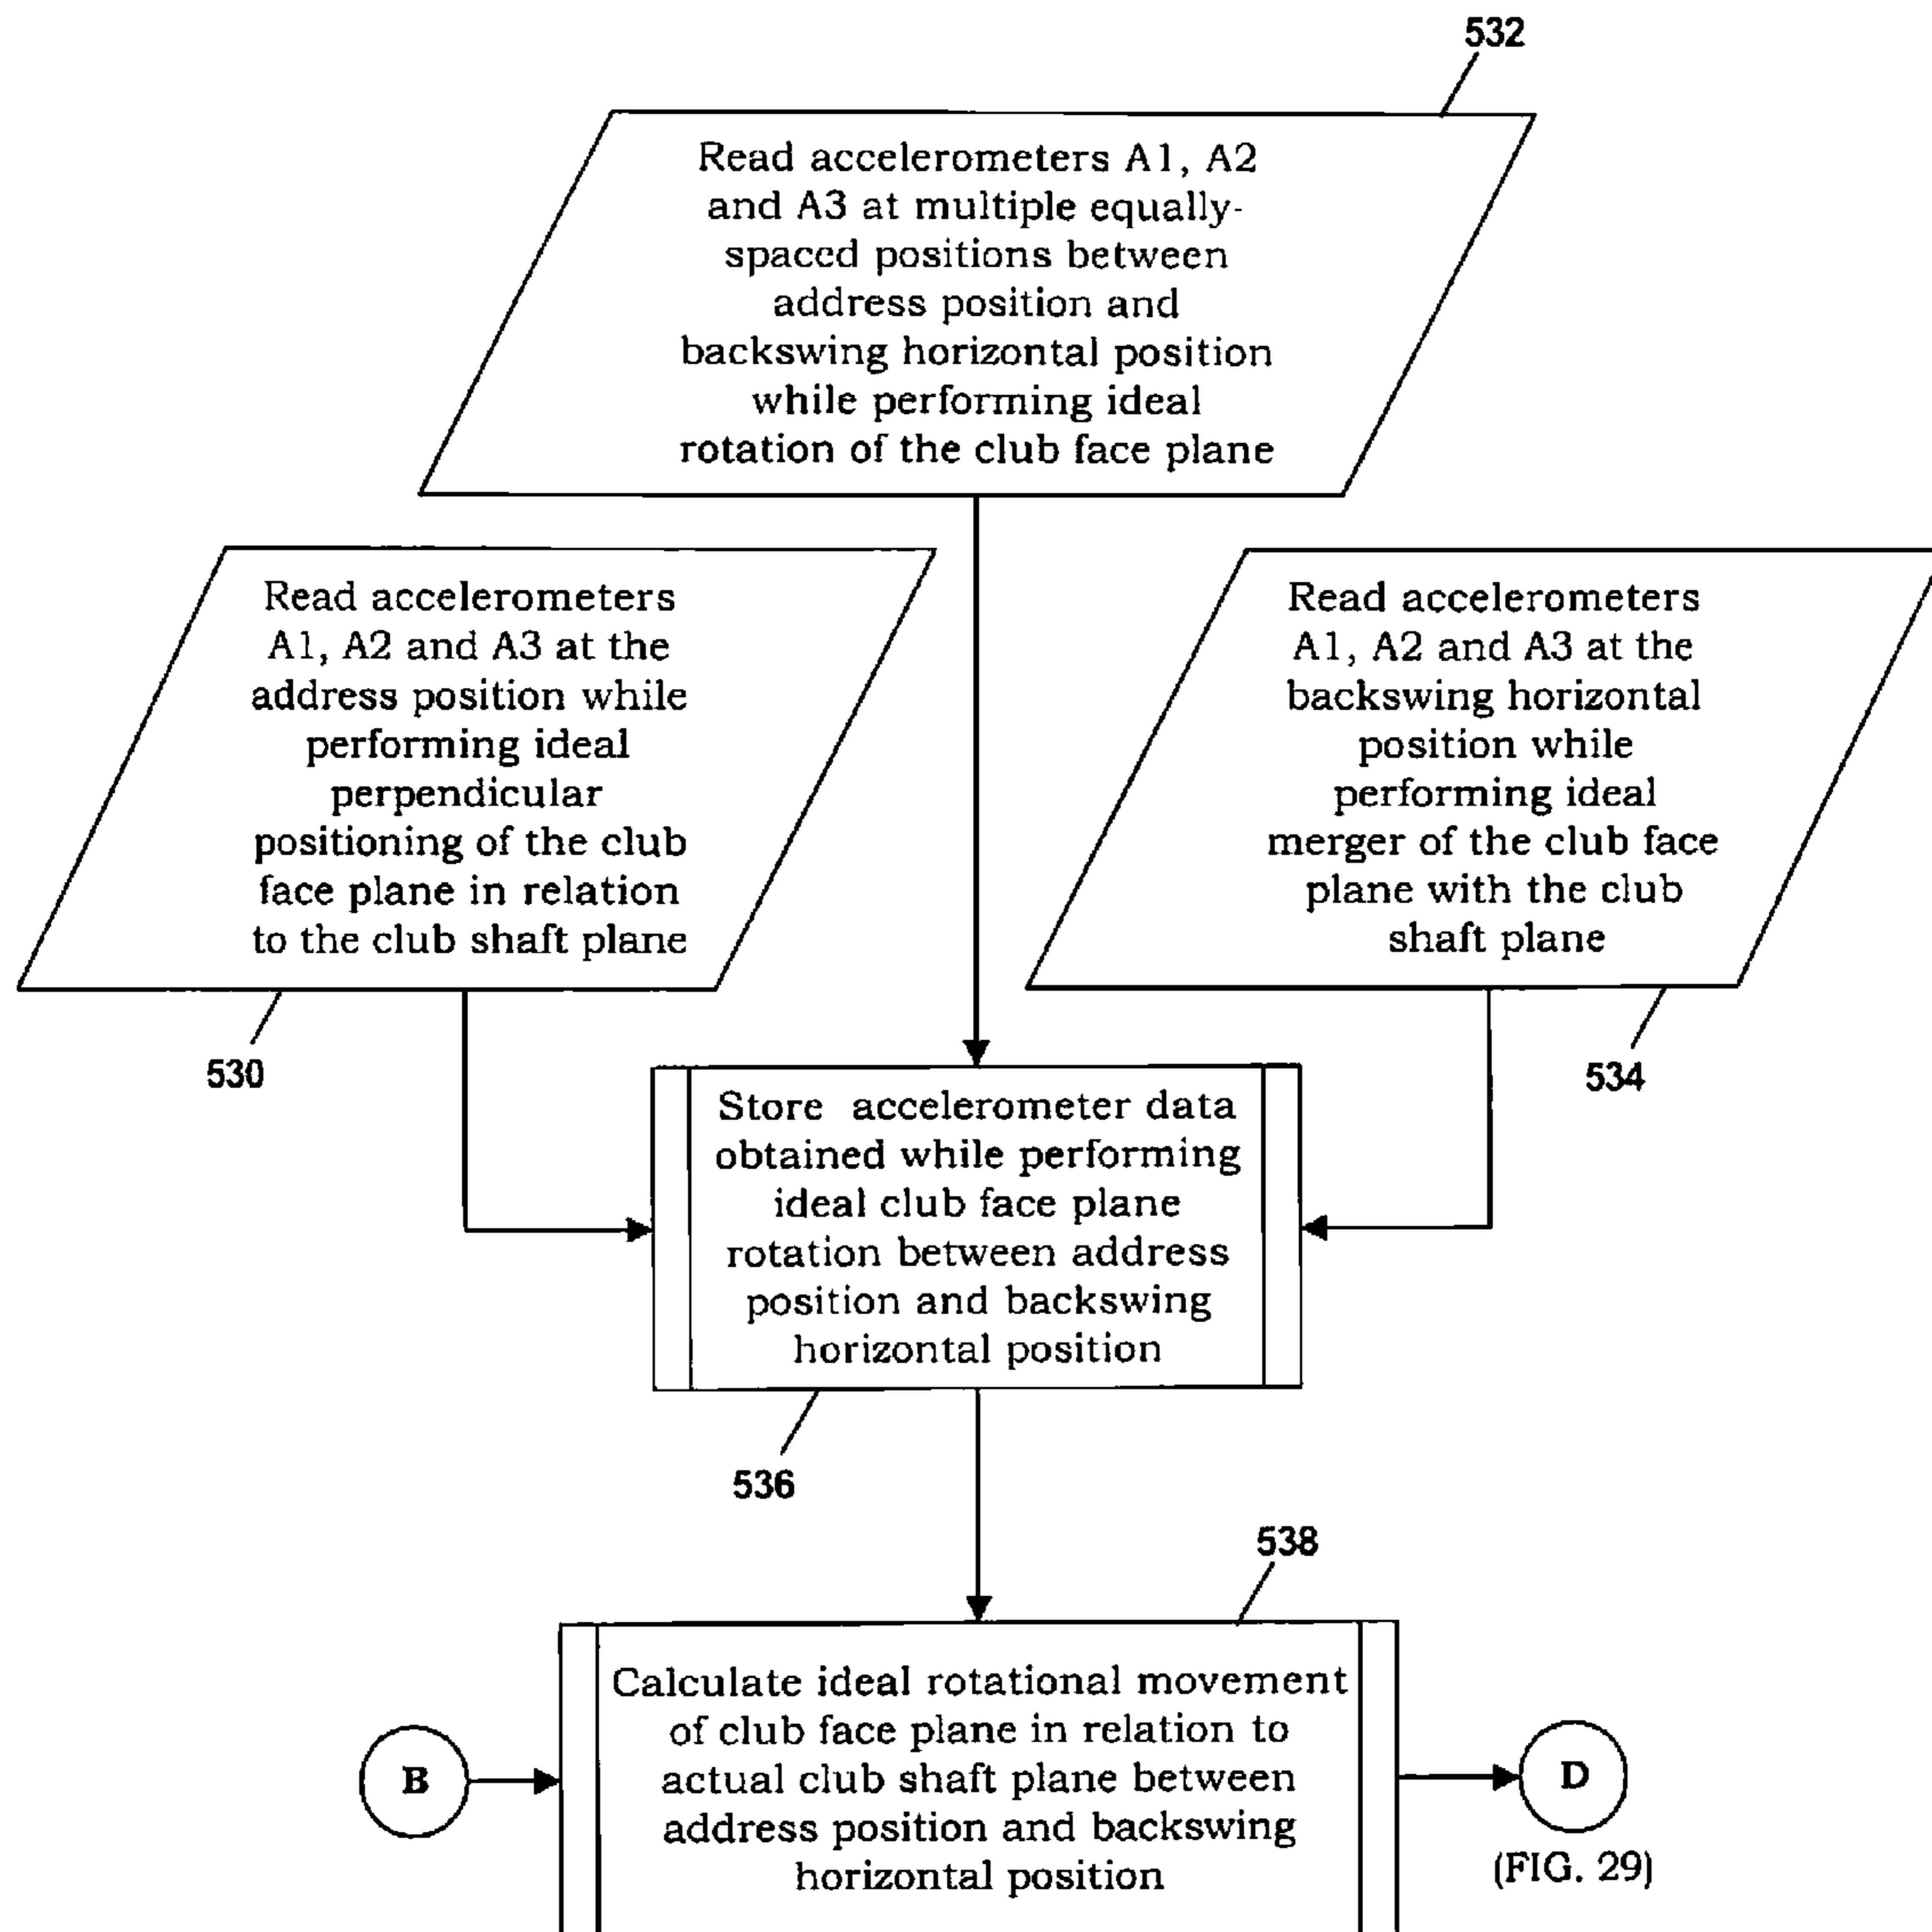 532
Read accelerometers A1, A2
and A3 at multiple equally-
spaced positions between
address position and
backswing horizontal position
while performing ideal
rotation of the club face plane
Read accelerometers
A1, A2 and A3 at the
address position while
performing ideal
perpendicular
positioning of the club
face plane in relation
to the club shaft plane
530
Read accelerometers
A1, A2 and A3 at the
backswing horizontal
position while
performing ideal
merger of the club face
plane with the club
shaft plane
534
Store accelerometer data
obtained while performing
ideal club face plane
rotation between address
position and backswing
horizontal position
536
538
Calculate ideal rotational movement
of club face plane in relation to
actual club shaft plane between
address position and backswing
horizontal position
B
D
(FIG. 29)